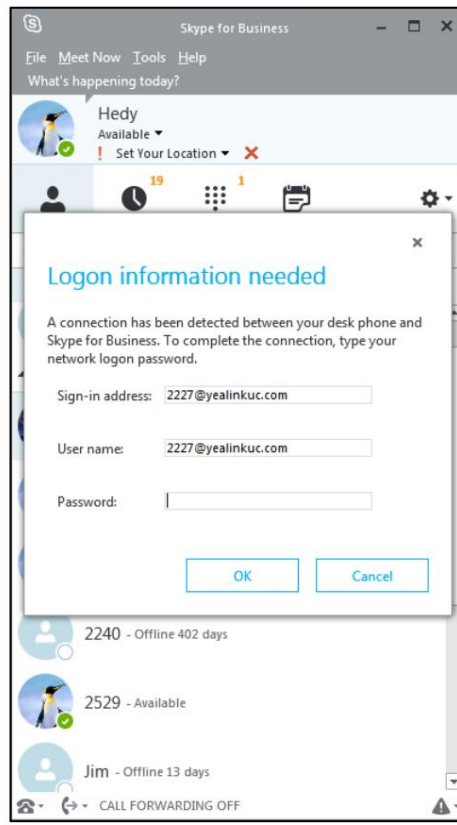 Skype for Business
File Meet Now Tools Help
What's happening today?
Hedy
Available
! Set Your Location
19 1
Logon information needed
A connection has been detected between your desk phone and
Skype for Business. To complete the connection, type your
network logon password.
Sign-in address: 2227@yealinkuc.com
User name: 2227@yealinkuc.com
Password:
OK Cancel
2240 - Offline 402 days
2529 - Available
Jim - Offline 13 days
CALL FORWARDING OFF